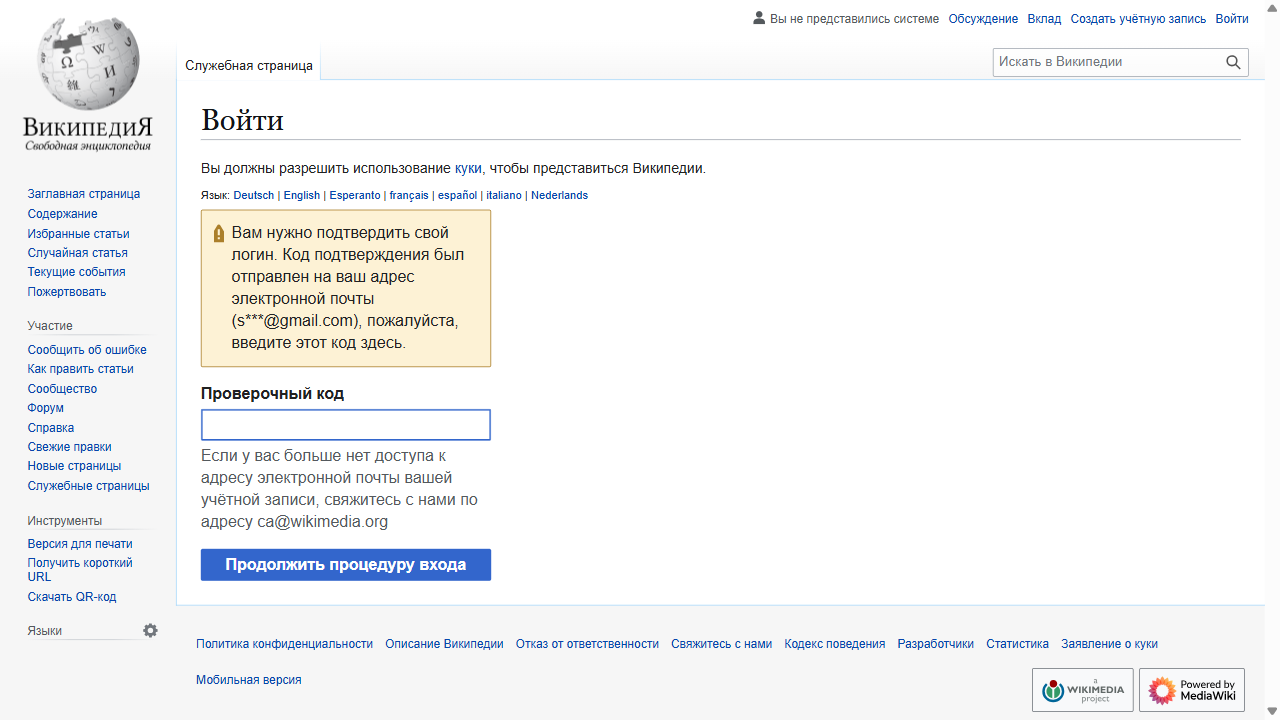 Вы не представились системе Обсуждение Вклад Создать учётную запись Войти
Служебная страница
Искать в Википедии
ВикипедиЯ
Свободная энциклопедия
Войти
Вы должны разрешить использование куки, чтобы представиться Википедии.
Язык: Deutsch | English | Esperanto | français | español | italiano | Nederlands
Вам нужно подтвердить свой
логин. Код подтверждения был
отправлен на ваш адрес
электронной почты
(s***@gmail.com), пожалуйста,
введите этот код здесь.
Проверочный код
Если у вас больше нет доступа к
адресу электронной почты вашей
учётной записи, свяжитесь с нами по
адресу ca@wikimedia.org
Продолжить процедуру входа
Заглавная страница
Содержание
Избранные статьи
Случайная статья
Текущие события
Пожертвовать
Участие
Сообщить об ошибке
Как править статьи
Сообщество
Форум
Справка
Свежие правки
Новые страницы
Служебные страницы
Инструменты
Версия для печати
Получить короткий
URL
Скачать QR-код
Языки
Политика конфиденциальности Описание Википедии Отказ от ответственности Свяжитесь с нами Кодекс поведения Разработчики Статистика Заявление о куки
Мобильная версия
a
WIKIMEDIA
project
Powered by
MediaWiki